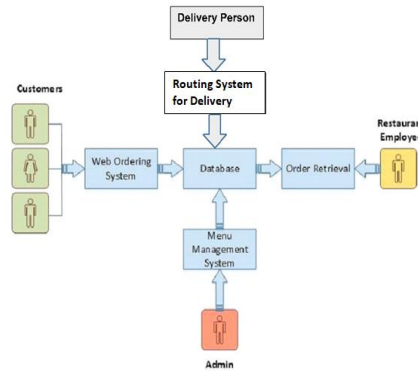 Delivery Person
Routing System
for Delivery
Customers
Restauran
Employe
Web Ordering
System
Database
Order Retrieval
Menu
Management
System
Admin